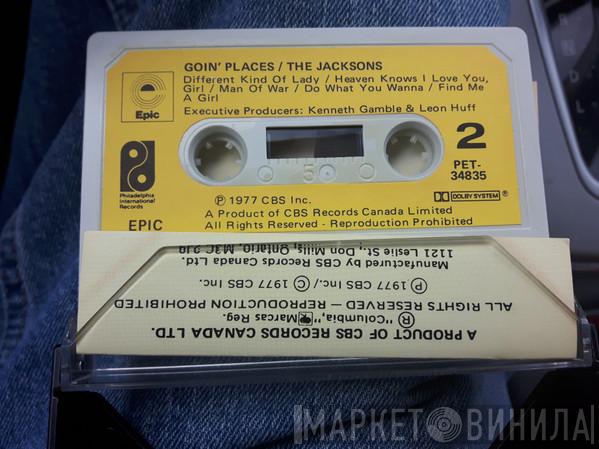 GOIN' PLACES / THE JACKSONS
Different Kind Of Lady / Heaven Knows I Love You,
Girl / Man Of War / Do What You Wanna / Find Me
A Girl
Executive Producers: Kenneth Gamble & Leon Huff
Epic
2
PET-
34835
5
Philadelphia
International
Records
DOLBY SYSTEM ®
EPIC
℗ 1977 CBS Inc.
A Product of CBS Records Canada Limited
All Rights Reserved - Reproduction Prohibited
A PRODUCT OF CBS RECORDS CANADA LTD.
® "Columbia," Marcas Reg.
ALL RIGHTS RESERVED — REPRODUCTION PROHIBITED
℗ 1977 CBS Inc./© 1977 CBS Inc.
Manufactured by CBS Records Canada Ltd.
1121 Leslie St., Don Mills, Ontario. M3C 2J9
N
D
L
МАРКЕТ ВИНИЛА